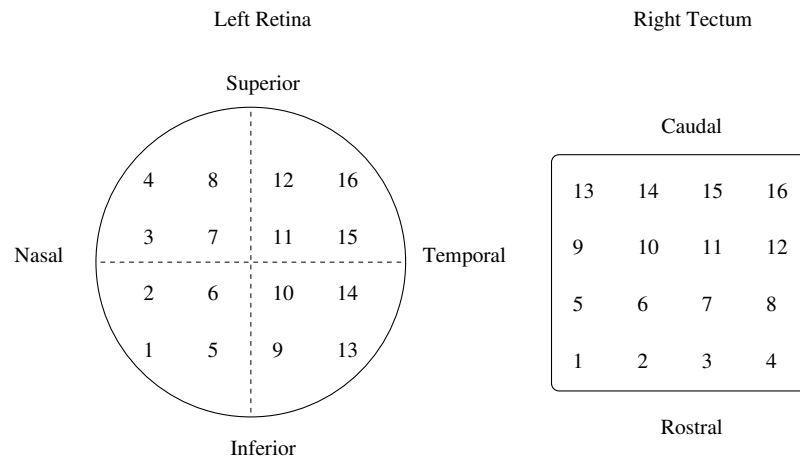 Left Retina
Right Tectum
Superior
Caudal
4 8 12 16
13 14 15 16
3 7 11 15
9 10 11 12
Nasal
Temporal
2 6 10 14
5 6 7 8
1 5 9 13
1 2 3 4
Rostral
Inferior